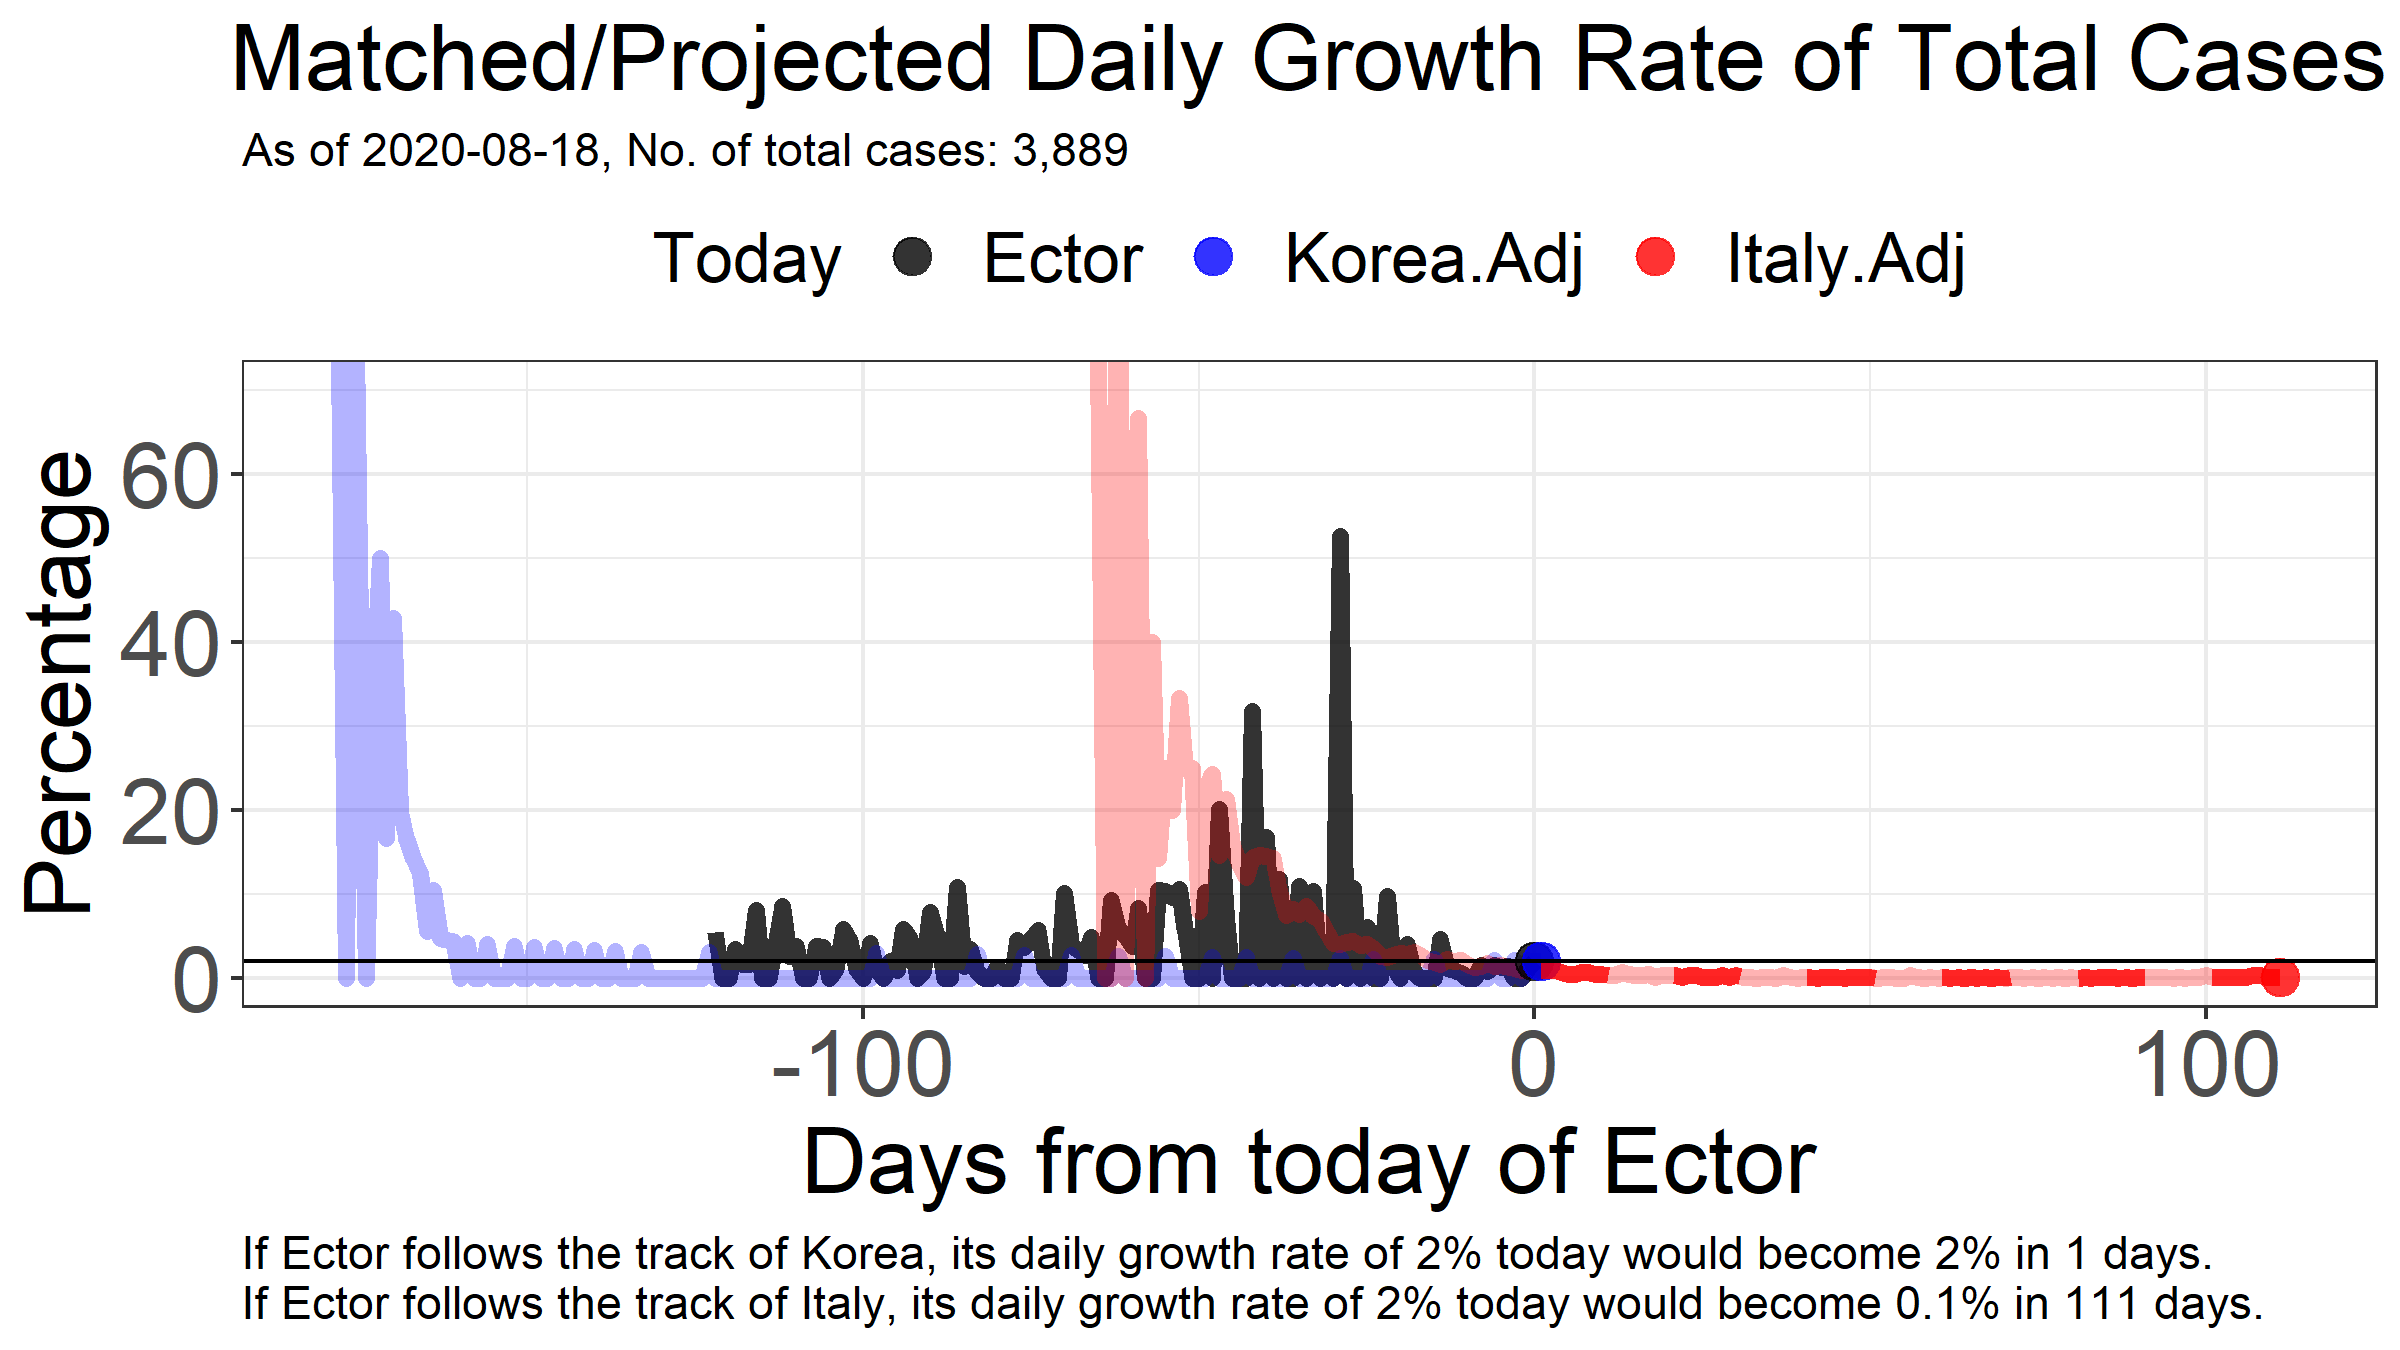 Matched/Projected Daily Growth Rate of Total Cases
As of 2020-08-18, No. of total cases: 3,889
Today Ector Korea.Adj Italy.Adj
Percentage
60
40
20
0
-100 0 100
Days from today of Ector
If Ector follows the track of Korea, its daily growth rate of 2% today would become 2% in 1 days.
If Ector follows the track of Italy, its daily growth rate of 2% today would become 0.1% in 111 days.